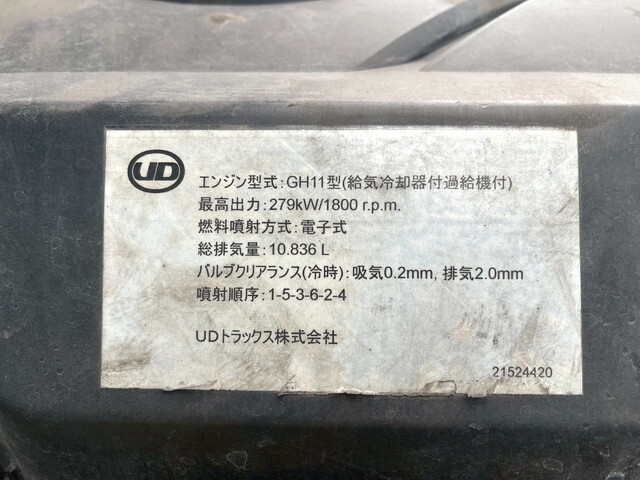 UD
エンジン型式:GH11型(給気冷却器付過給機付)
最高出力:279kW/1800 r.p.m.
燃料噴射方式:電子式
総排気量:10.836 L
バルブクリアランス(冷時):吸気0.2mm, 排気2.0mm
噴射順序:1-5-3-6-2-4
UDトラックス株式会社
21524420